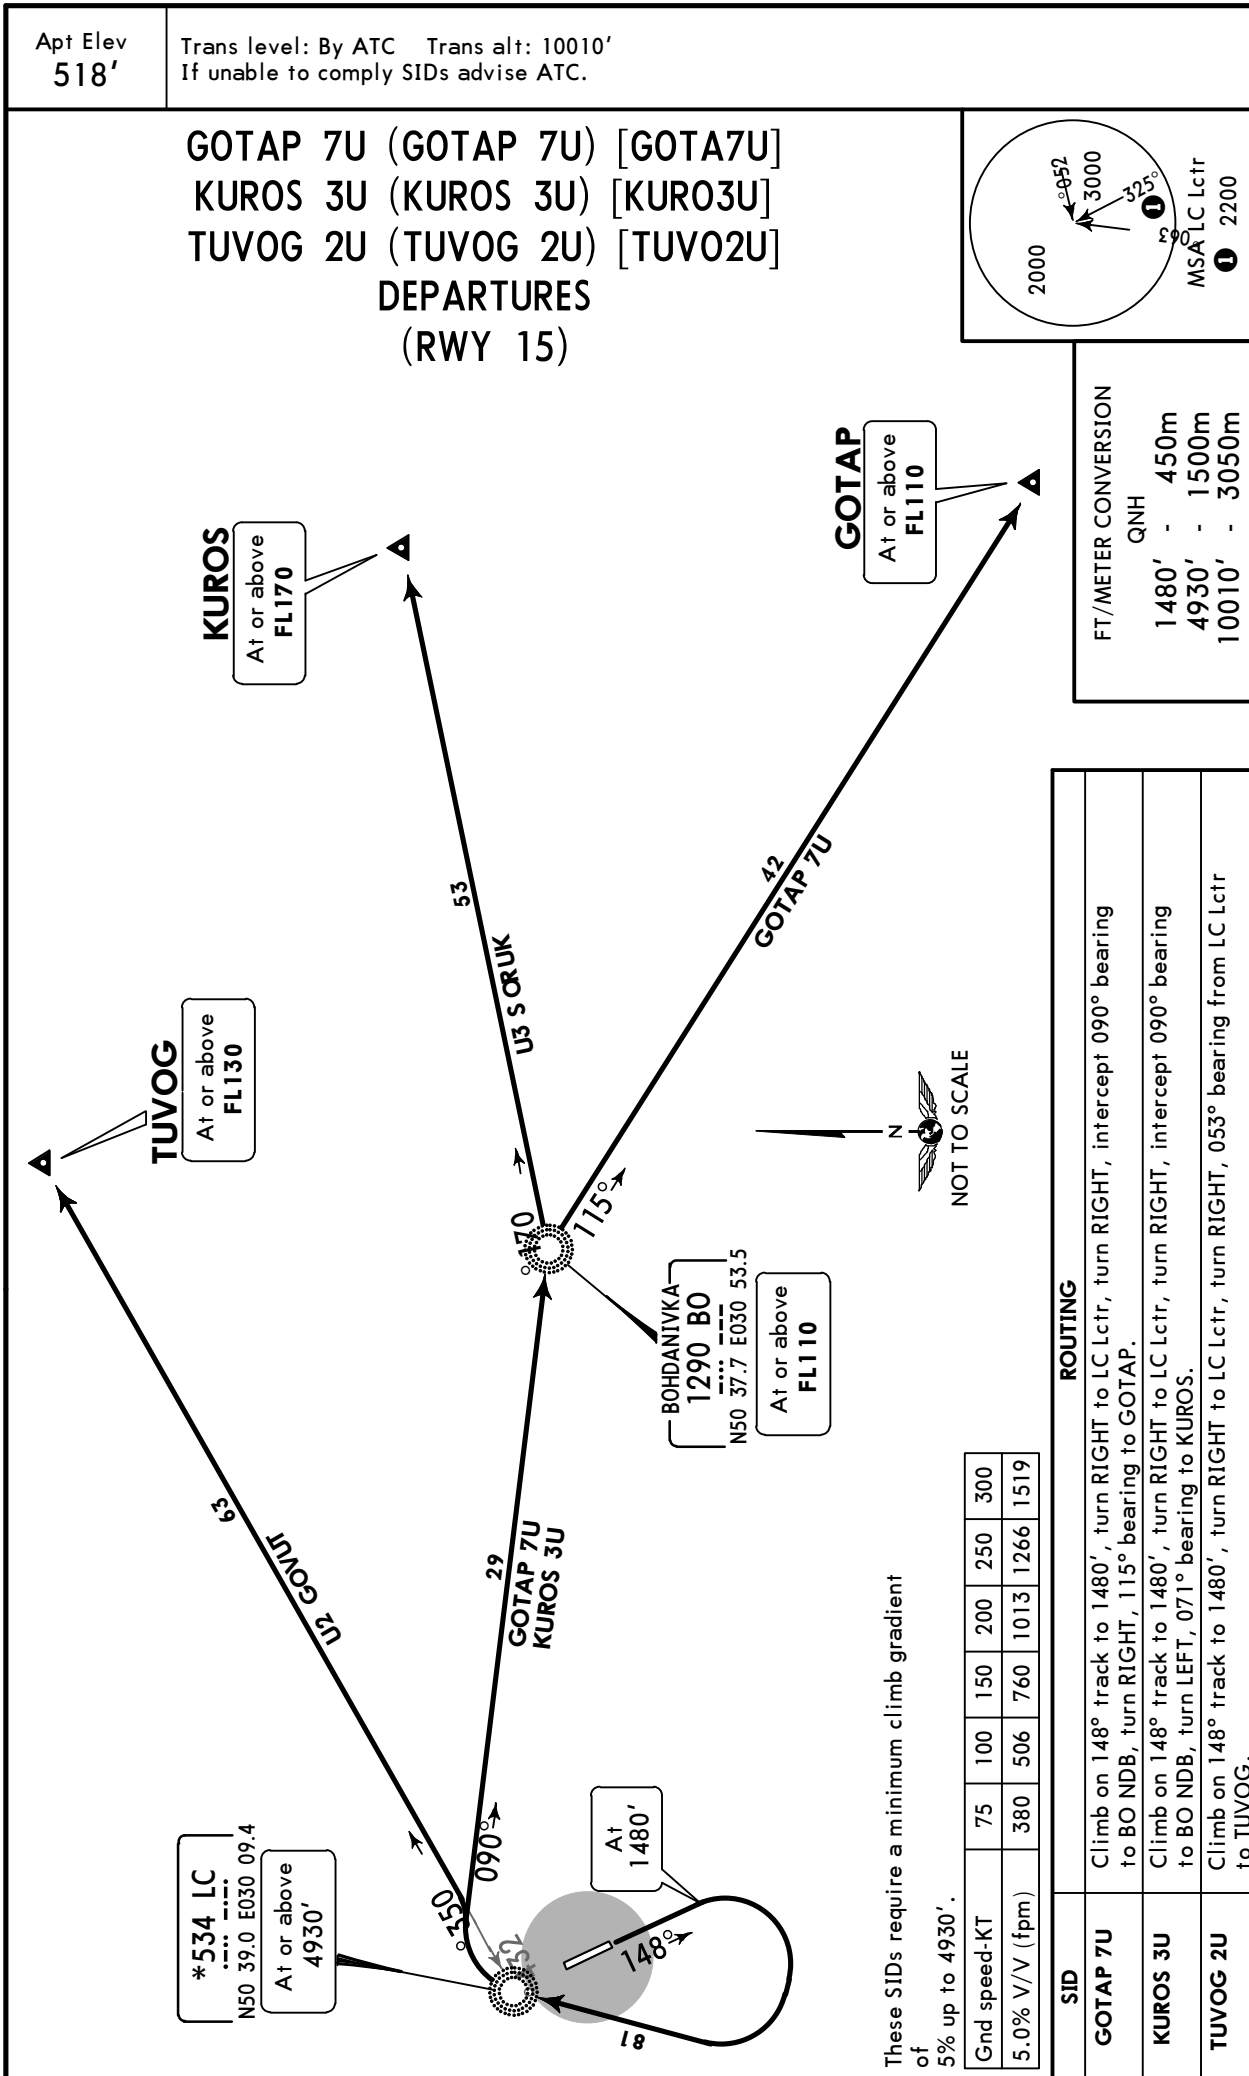 Apt Elev
518'
Trans level: By ATC Trans alt: 10010'
If unable to comply SIDs advise ATC.
GOTAP 7U (GOTAP 7U) [GOTA7U]
KUROS 3U (KUROS 3U) [KURO3U]
TUVOG 2U (TUVOG 2U) [TUVO2U]
DEPARTURES
(RWY 15)
2000
3000
°052
325°
063
1
MSA LC Lctr
1 2200
FT/METER CONVERSION
QNH
1480' - 450m
4930' - 1500m
10010' - 3050m
KUROS
At or above
FL170
GOTAP
At or above
FL110
TUVOG
At or above
FL130
53
U3 S ORUK
42
GOTAP 7U
°170
115°
63
U2 GOVUT
29
GOTAP 7U
KUROS 3U
BOHDANIVKA
1290 BO
N50 37.7 E030 53.5
At or above
FL110
N
NOT TO SCALE
*534 LC
N50 39.0 E030 09.4
At or above
4930'
°350
090°
148°
81
At
1480'
These SIDs require a minimum climb gradient
of
5% up to 4930'.
Gnd speed-KT 75 100 150 200 250 300
5.0% V/V (fpm) 380 506 760 1013 1266 1519
SID ROUTING
GOTAP 7U Climb on 148° track to 1480', turn RIGHT to LC Lctr, turn RIGHT, intercept 090° bearing
to BO NDB, turn RIGHT, 115° bearing to GOTAP.
KUROS 3U Climb on 148° track to 1480', turn RIGHT to LC Lctr, turn RIGHT, intercept 090° bearing
to BO NDB, turn LEFT, 071° bearing to KUROS.
TUVOG 2U Climb on 148° track to 1480', turn RIGHT to LC Lctr, turn RIGHT, 053° bearing from LC Lctr
to TUVOG.